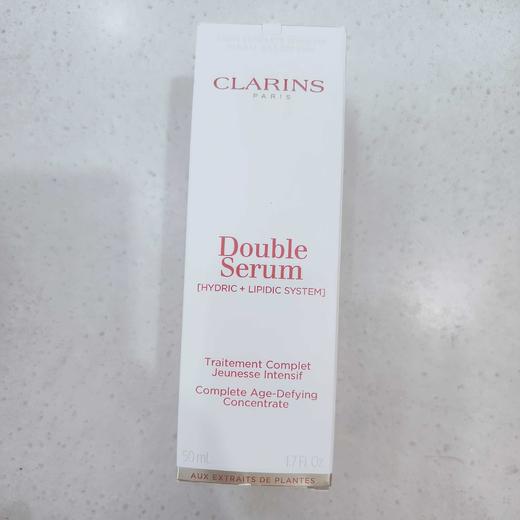 CLARINS
PARIS
Double
Serum
[HYDRIC + LIPIDIC SYSTEM]
Traitement Complet
Jeunesse Intensif
Complete Age-Defying
Concentrate
50 mL 1.7 Fl. Oz.
AUX EXTRAITS DE PLANTES